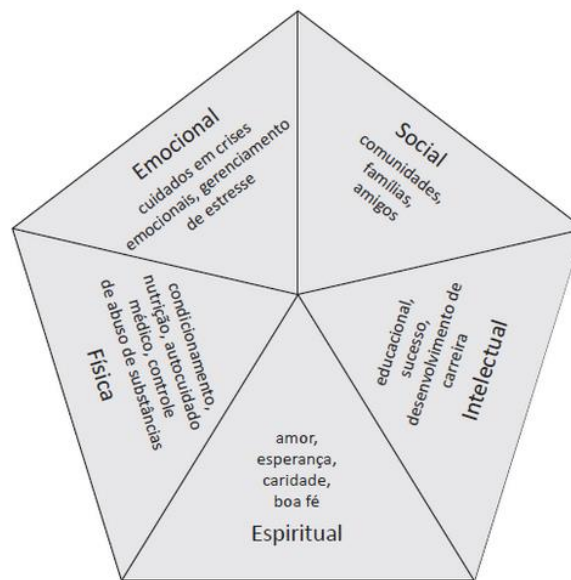 Emocional
cuidados em crises
emocionais, gerenciamento
de estresse
Social
comunidades,
famílias,
amigos
Física
condicionamento,
nutrição, autocuidado
médico, controle
de abuso de substâncias
educacional,
sucesso,
desenvolvimento de
carreira
Intelectual
amor,
esperança,
caridade,
boa fé
Espiritual